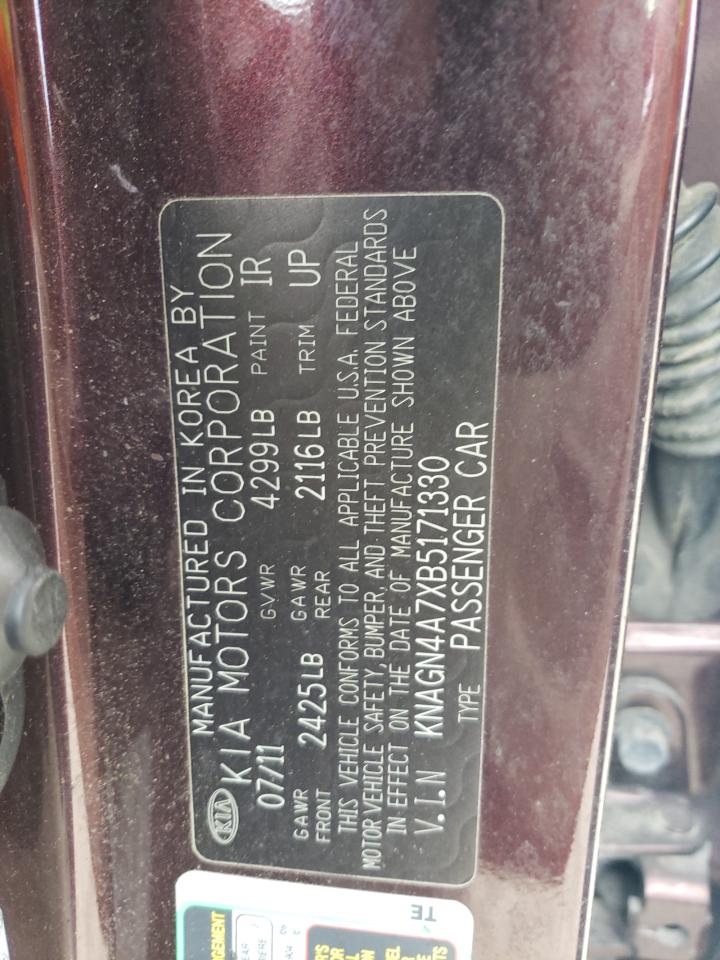 MANUFACTURED IN KOREA BY
KIA KIA MOTORS CORPORATION
07/11 GVWR 4299LB PAINT IR
GAWR FRONT 2425LB GAWR REAR 2116LB TRIM UP
THIS VEHICLE CONFORMS TO ALL APPLICABLE U.S.A. FEDERAL
MOTOR VEHICLE SAFETY, BUMPER, AND THEFT PREVENTION STANDARDS
IN EFFECT ON THE DATE OF MANUFACTURE SHOWN ABOVE
V.I.N KNAGN4A7XB5171330
TYPE PASSENGER CAR
TE